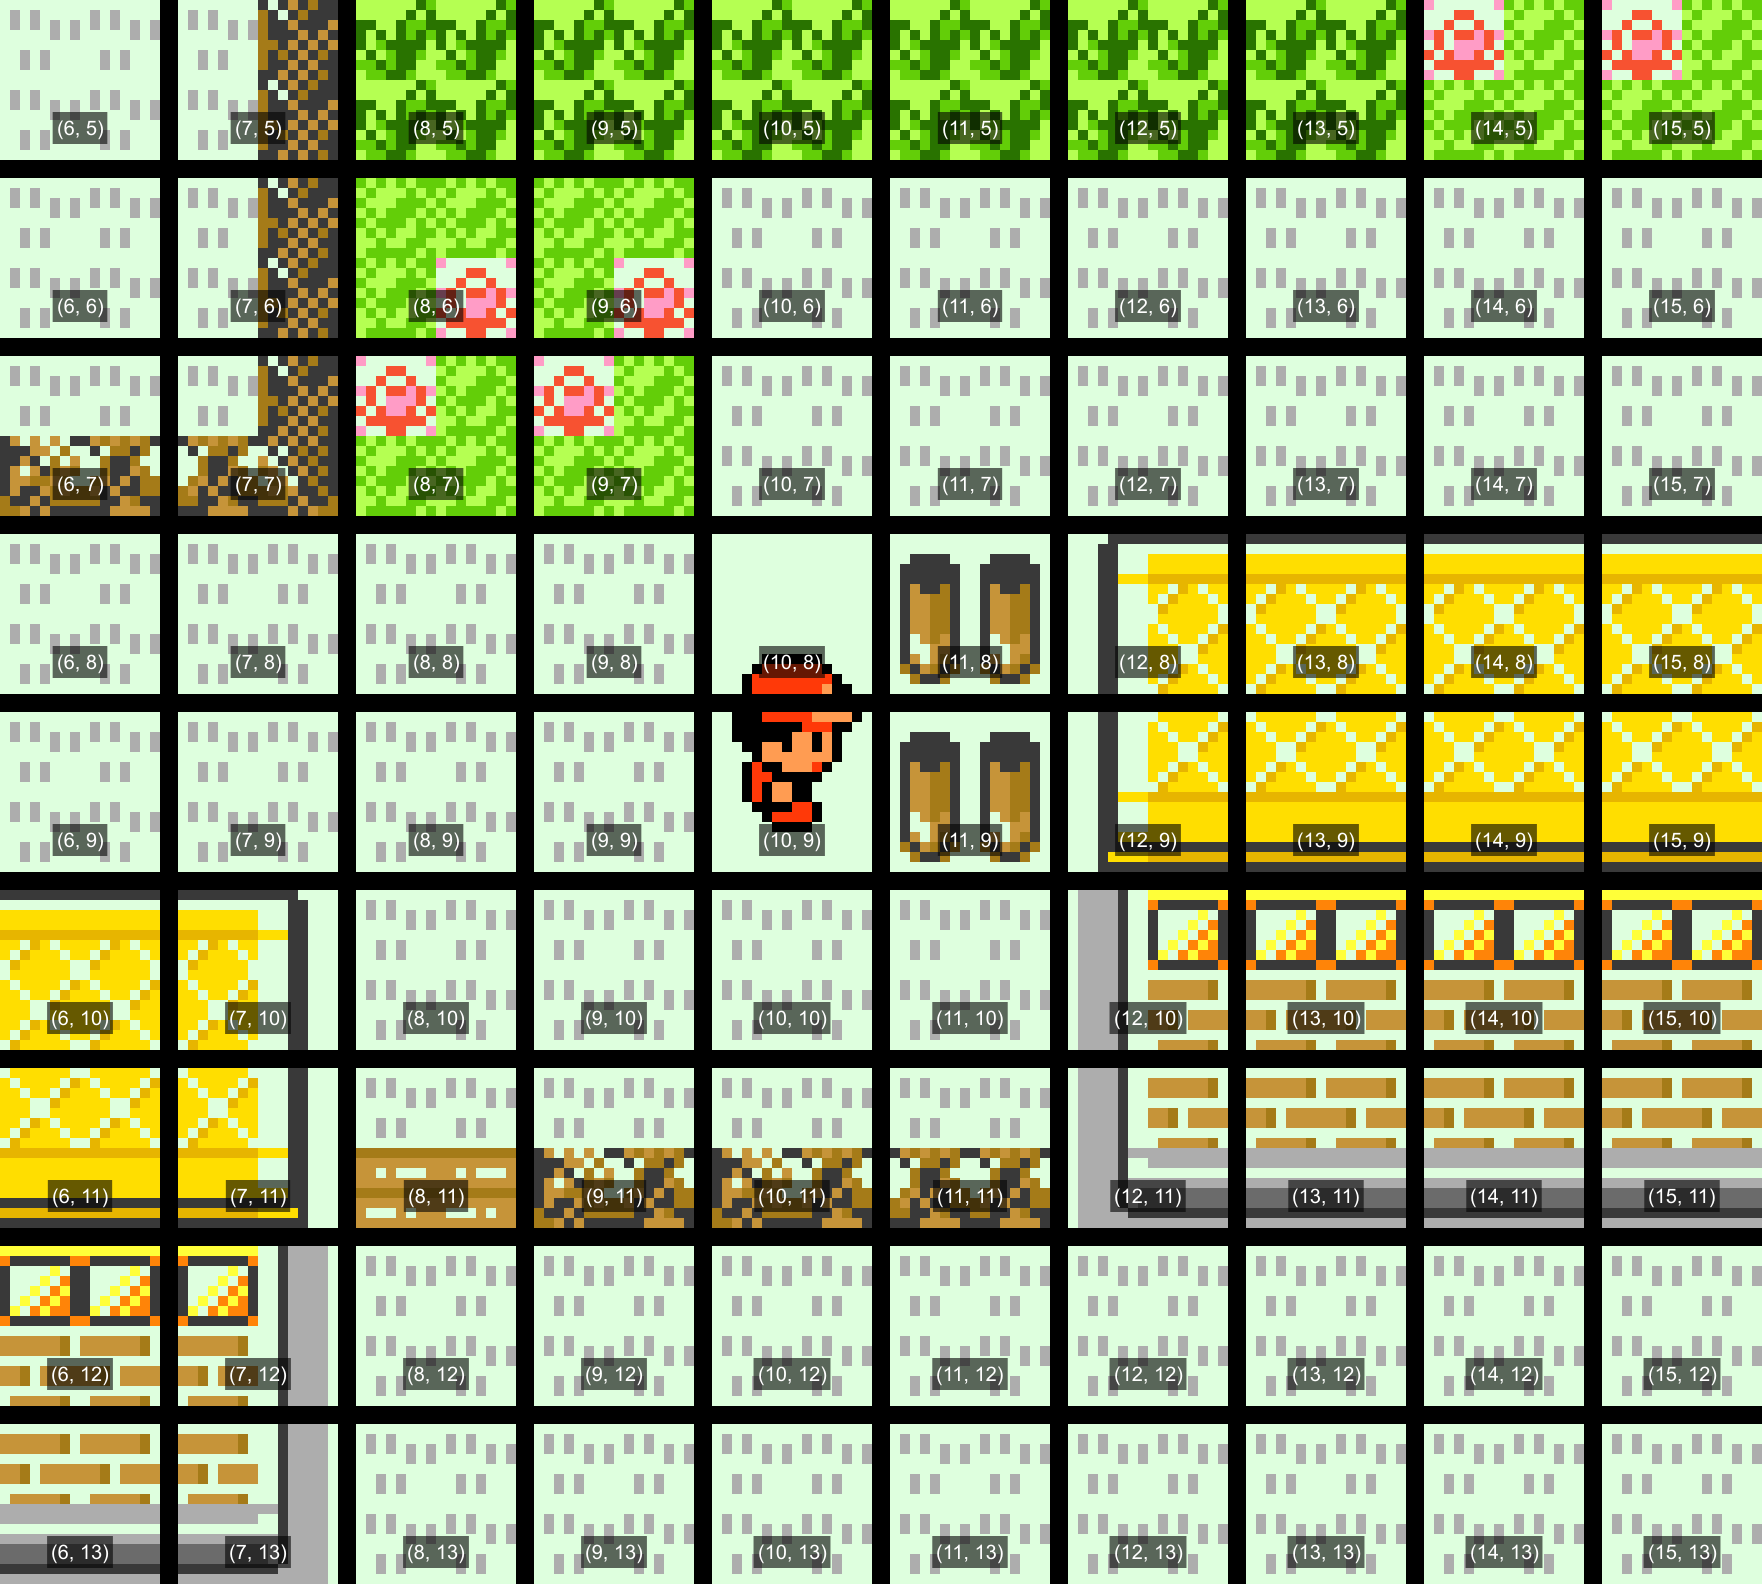 (6, 5) (7, 5) (8, 5) (9, 5) (10, 5) (11, 5) (12, 5) (13, 5) (14, 5) (15, 5)
(6, 6) (7, 6) (8, 6) (9, 6) (10, 6) (11, 6) (12, 6) (13, 6) (14, 6) (15, 6)
(6, 7) (7, 7) (8, 7) (9, 7) (10, 7) (11, 7) (12, 7) (13, 7) (14, 7) (15, 7)
(6, 8) (7, 8) (8, 8) (9, 8) (10, 8) (11, 8) (12, 8) (13, 8) (14, 8) (15, 8)
(6, 9) (7, 9) (8, 9) (9, 9) (10, 9) (11, 9) (12, 9) (13, 9) (14, 9) (15, 9)
(6, 10) (7, 10) (8, 10) (9, 10) (10, 10) (11, 10) (12, 10) (13, 10) (14, 10) (15, 10)
(6, 11) (7, 11) (8, 11) (9, 11) (10, 11) (11, 11) (12, 11) (13, 11) (14, 11) (15, 11)
(6, 12) (7, 12) (8, 12) (9, 12) (10, 12) (11, 12) (12, 12) (13, 12) (14, 12) (15, 12)
(6, 13) (7, 13) (8, 13) (9, 13) (10, 13) (11, 13) (12, 13) (13, 13) (14, 13) (15, 13)